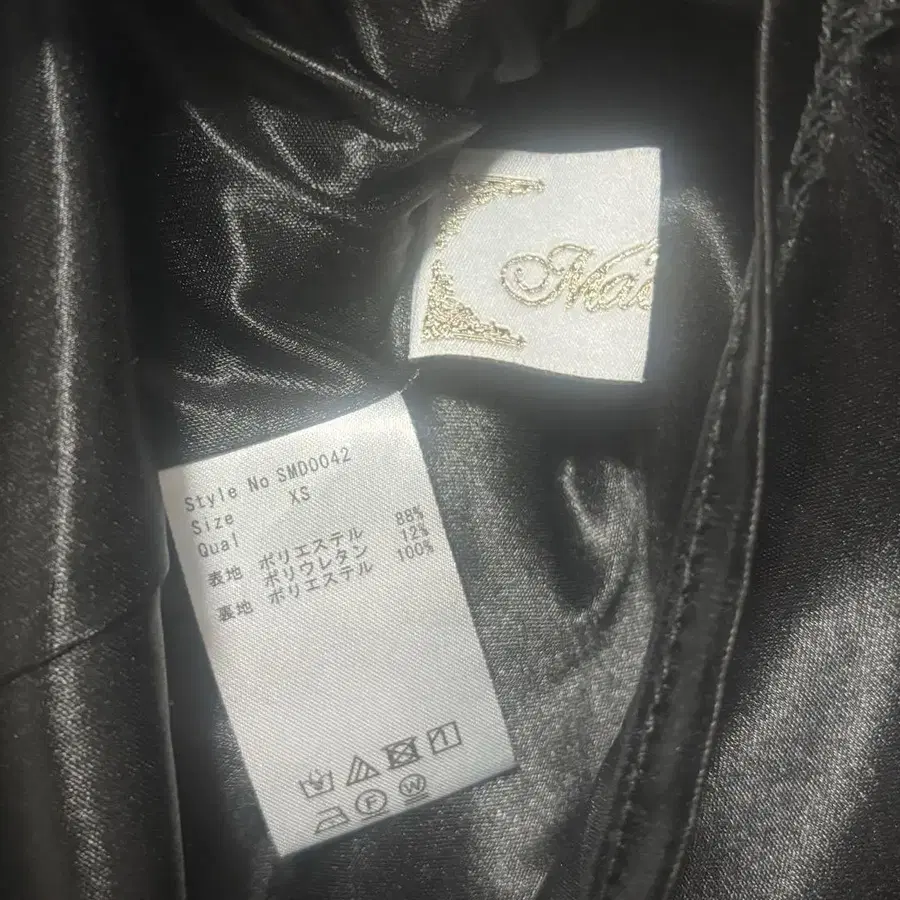 Mai
Style No SMD0042
Size XS
Qual
表地 ポリエステル 88%
ポリウレタン 12%
裏地 ポリエステル 100%
F W